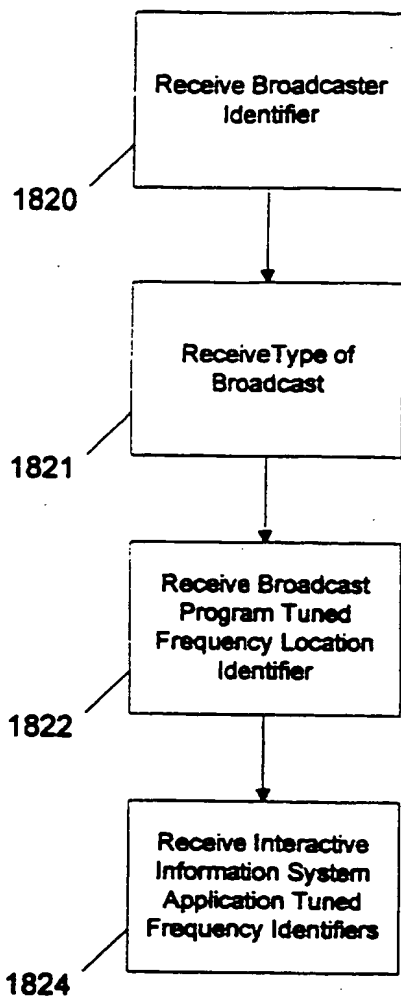 Receive Broadcaster
Identifier
1820
ReceiveType of
Broadcast
1821
Receive Broadcast
Program Tuned
Frequency Location
Identifier
1822
Receive Interactive
Information System
Application Tuned
Frequency Identifiers
1824